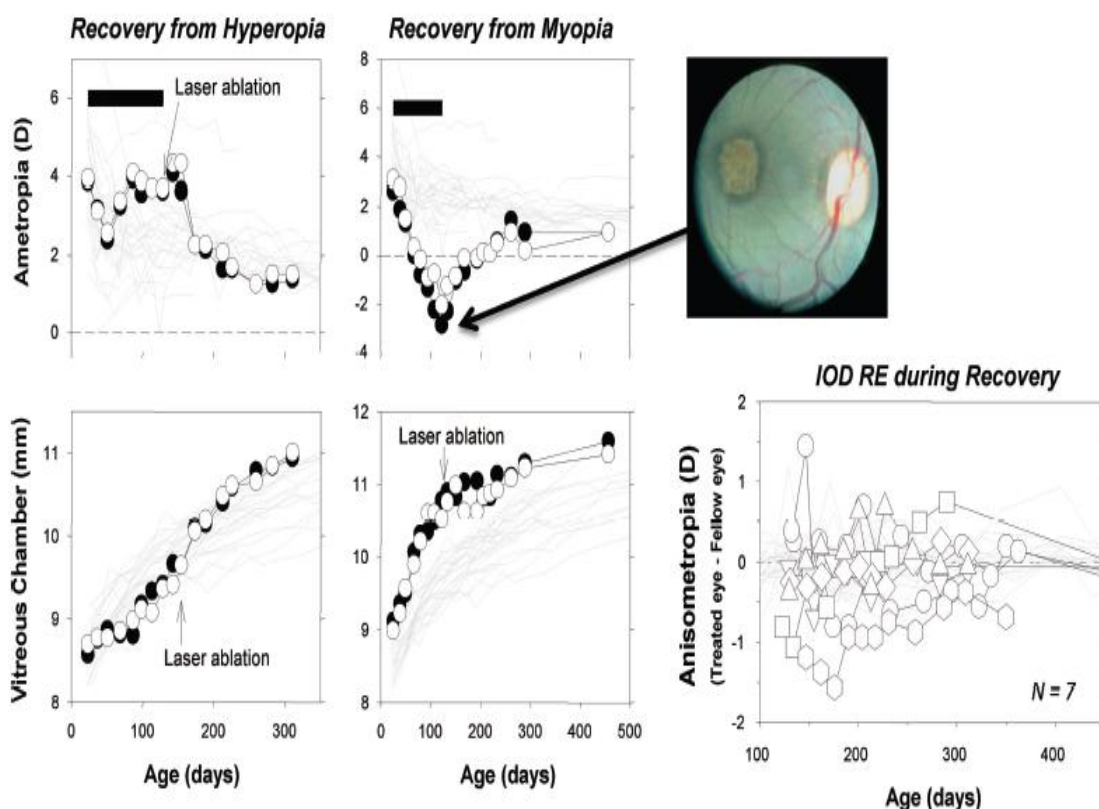 Recovery from Hyperopia
Recovery from Myopia
Ametropia (D)
6
4
2
0
Laser ablation
8
6
4
2
0
-2
-4
Vitreous Chamber (mm)
11
10
9
8
0 100 200 300
Age (days)
Laser ablation
12
11
10
9
8
0 100 200 300 400 500
Age (days)
Laser ablation
IOD RE during Recovery
Anisometropia (D)
(Treated eye - Fellow eye)
2
1
0
-1
-2
N = 7
100 200 300 400
Age (days)